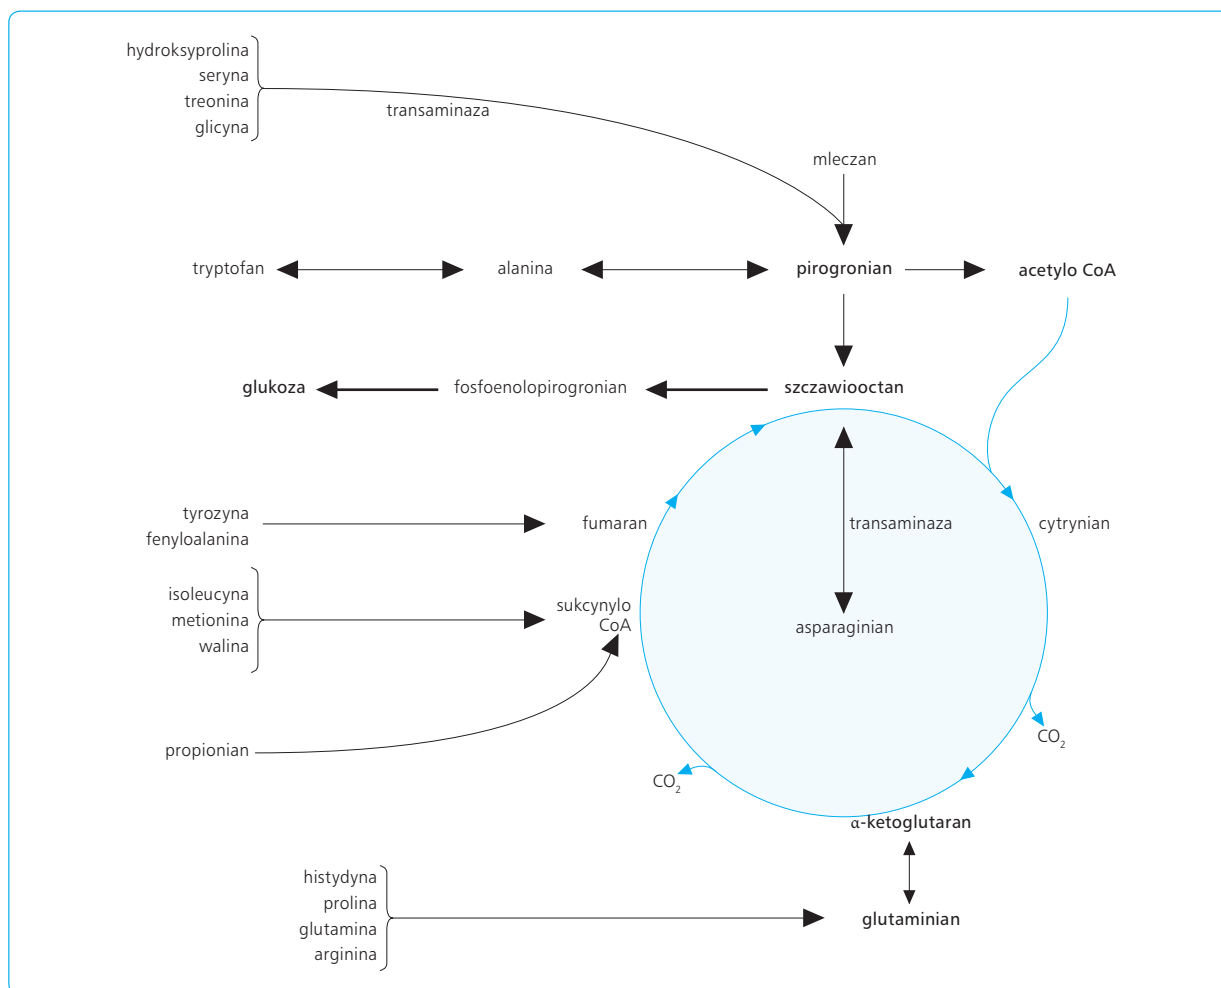 hydroksyprolina
seryna
treonina
glicyna
transaminaza
mleczan
tryptofan
alanina
pirogronian
acetylo CoA
glukoza
fosfoenolopirogronian
szczawiooctan
tyrozyna
fenyloalanina
fumaran
transaminaza
cytrynian
isoleucyna
metionina
walina
sukcynylo
CoA
asparaginian
propionian
CO₂
CO₂
α-ketoglutaran
histydyna
prolina
glutamina
arginina
glutaminian